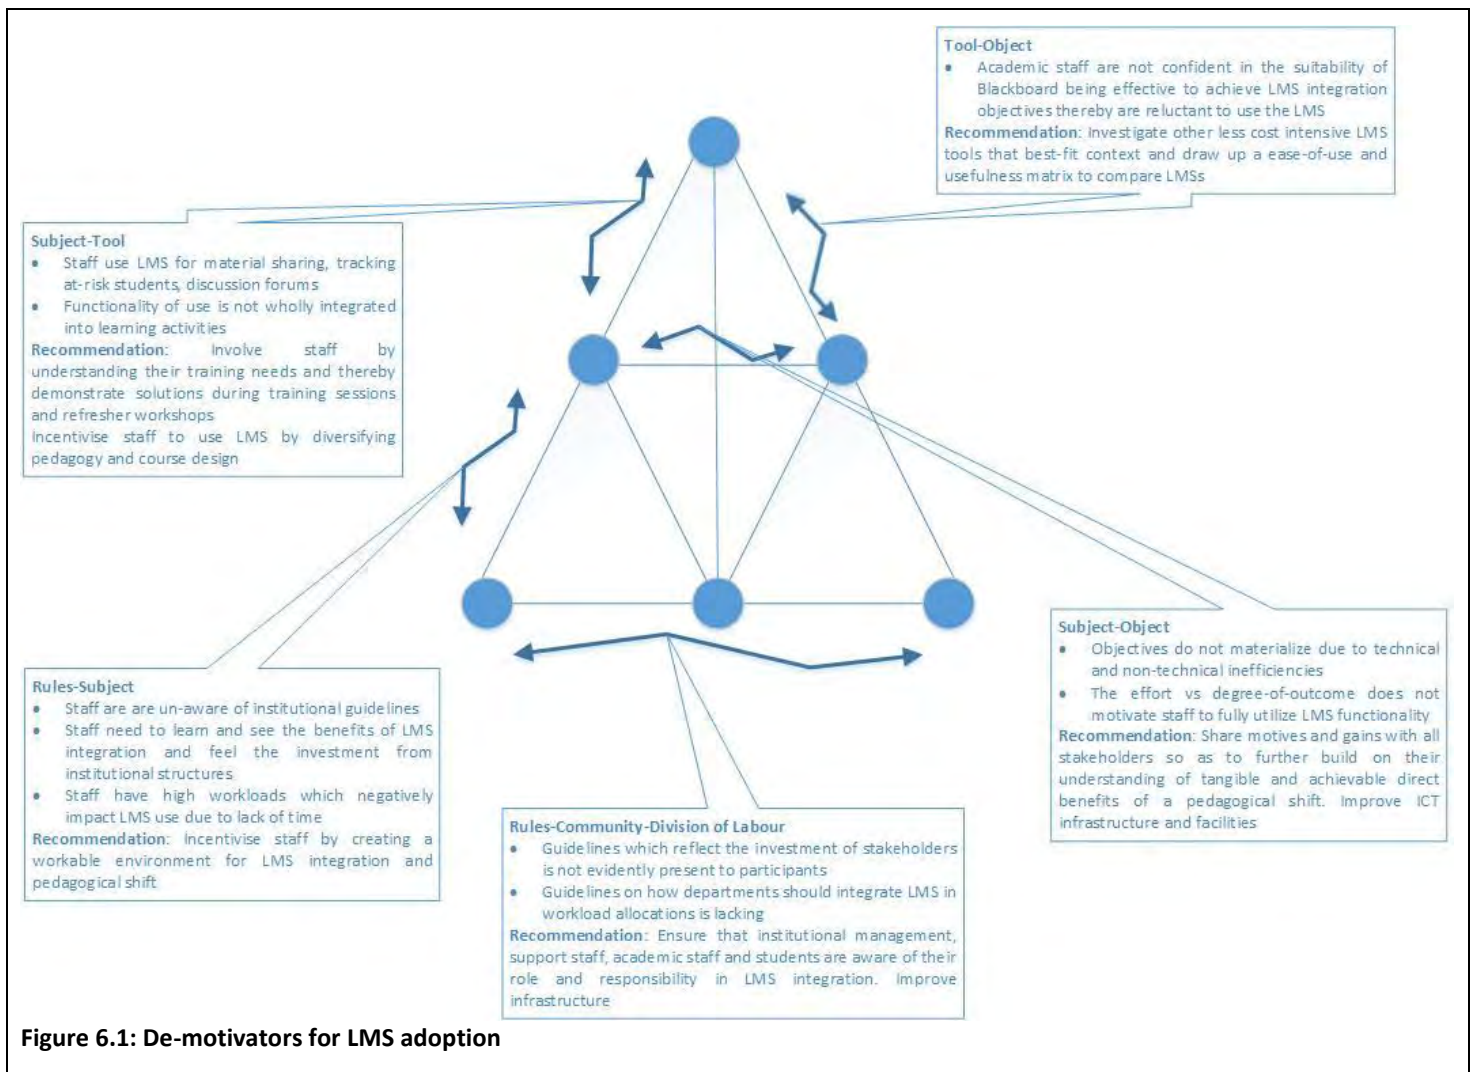 Tool-Object
• Academic staff are not confident in the suitability of
Blackboard being effective to achieve LMS integration
objectives thereby are reluctant to use the LMS
Recommendation: Investigate other less cost intensive LMS
tools that best-fit context and draw up a ease-of-use and
usefulness matrix to compare LMSs
Subject-Tool
• Staff use LMS for material sharing, tracking
at-risk students, discussion forums
• Functionality of use is not wholly integrated
into learning activities
Recommendation: Involve staff by
understanding their training needs and thereby
demonstrate solutions during training sessions
and refresher workshops
Incentivise staff to use LMS by diversifying
pedagogy and course design
Subject-Object
• Objectives do not materialize due to technical
and non-technical inefficiencies
• The effort vs degree-of-outcome does not
motivate staff to fully utilize LMS functionality
Recommendation: Share motives and gains with all
stakeholders so as to further build on their
understanding of tangible and achievable direct
benefits of a pedagogical shift. Improve ICT
infrastructure and facilities
Rules-Subject
• Staff are are un-aware of institutional guidelines
• Staff need to learn and see the benefits of LMS
integration and feel the investment from
institutional structures
• Staff have high workloads which negatively
impact LMS use due to lack of time
Recommendation: Incentivise staff by creating a
workable environment for LMS integration and
pedagogical shift
Rules-Community-Division of Labour
• Guidelines which reflect the investment of stakeholders
is not evidently present to participants
• Guidelines on how departments should integrate LMS in
workload allocations is lacking
Recommendation: Ensure that institutional management,
support staff, academic staff and students are aware of their
role and responsibility in LMS integration. Improve
infrastructure
Figure 6.1: De-motivators for LMS adoption